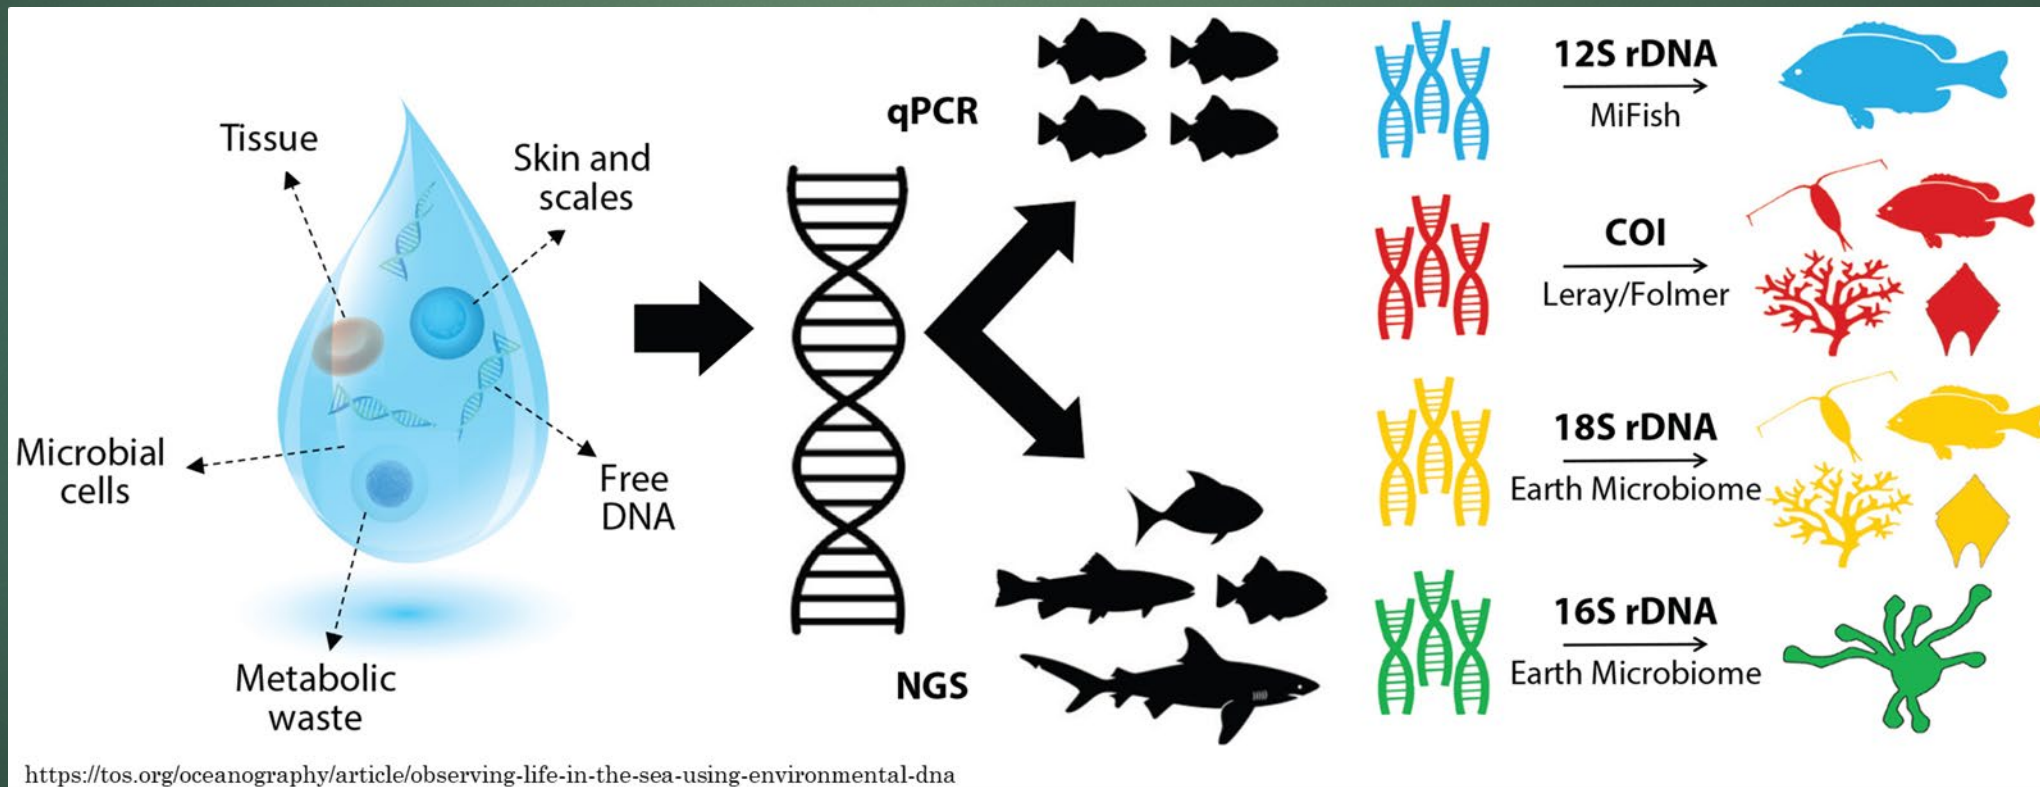 Tissue
Skin and
scales
Microbial
cells
Free
DNA
Metabolic
waste
qPCR
NGS
12S rDNA
MiFish
COI
Leray/Folmer
18S rDNA
Earth Microbiome
16S rDNA
Earth Microbiome
https://tos.org/oceanography/article/observing-life-in-the-sea-using-environmental-dna